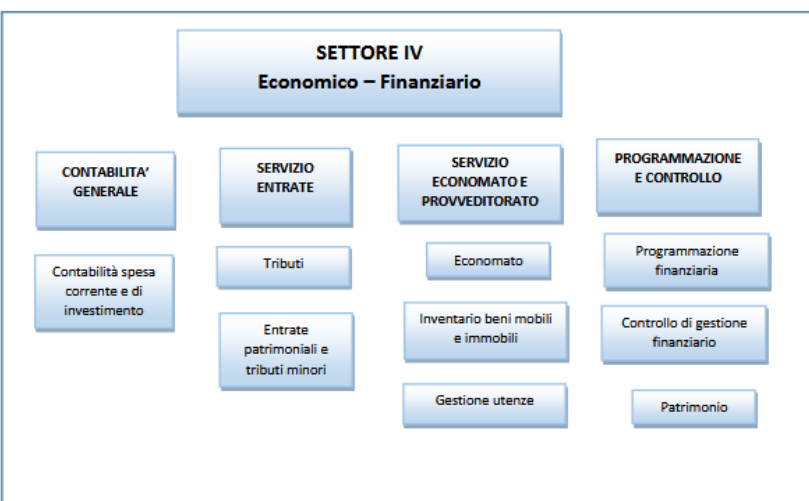 SETTORE IV
Economico – Finanziario
CONTABILITA'
GENERALE
Contabilità spesa
corrente e di
investimento
SERVIZIO
ENTRATE
Tributi
Entrate
patrimoniali e
tributi minori
SERVIZIO
ECONOMATO E
PROVVEDITORATO
Economato
Inventario beni mobili
e immobili
Gestione utenze
PROGRAMMAZIONE
E CONTROLLO
Programmazione
finanziaria
Controllo di gestione
finanziario
Patrimonio